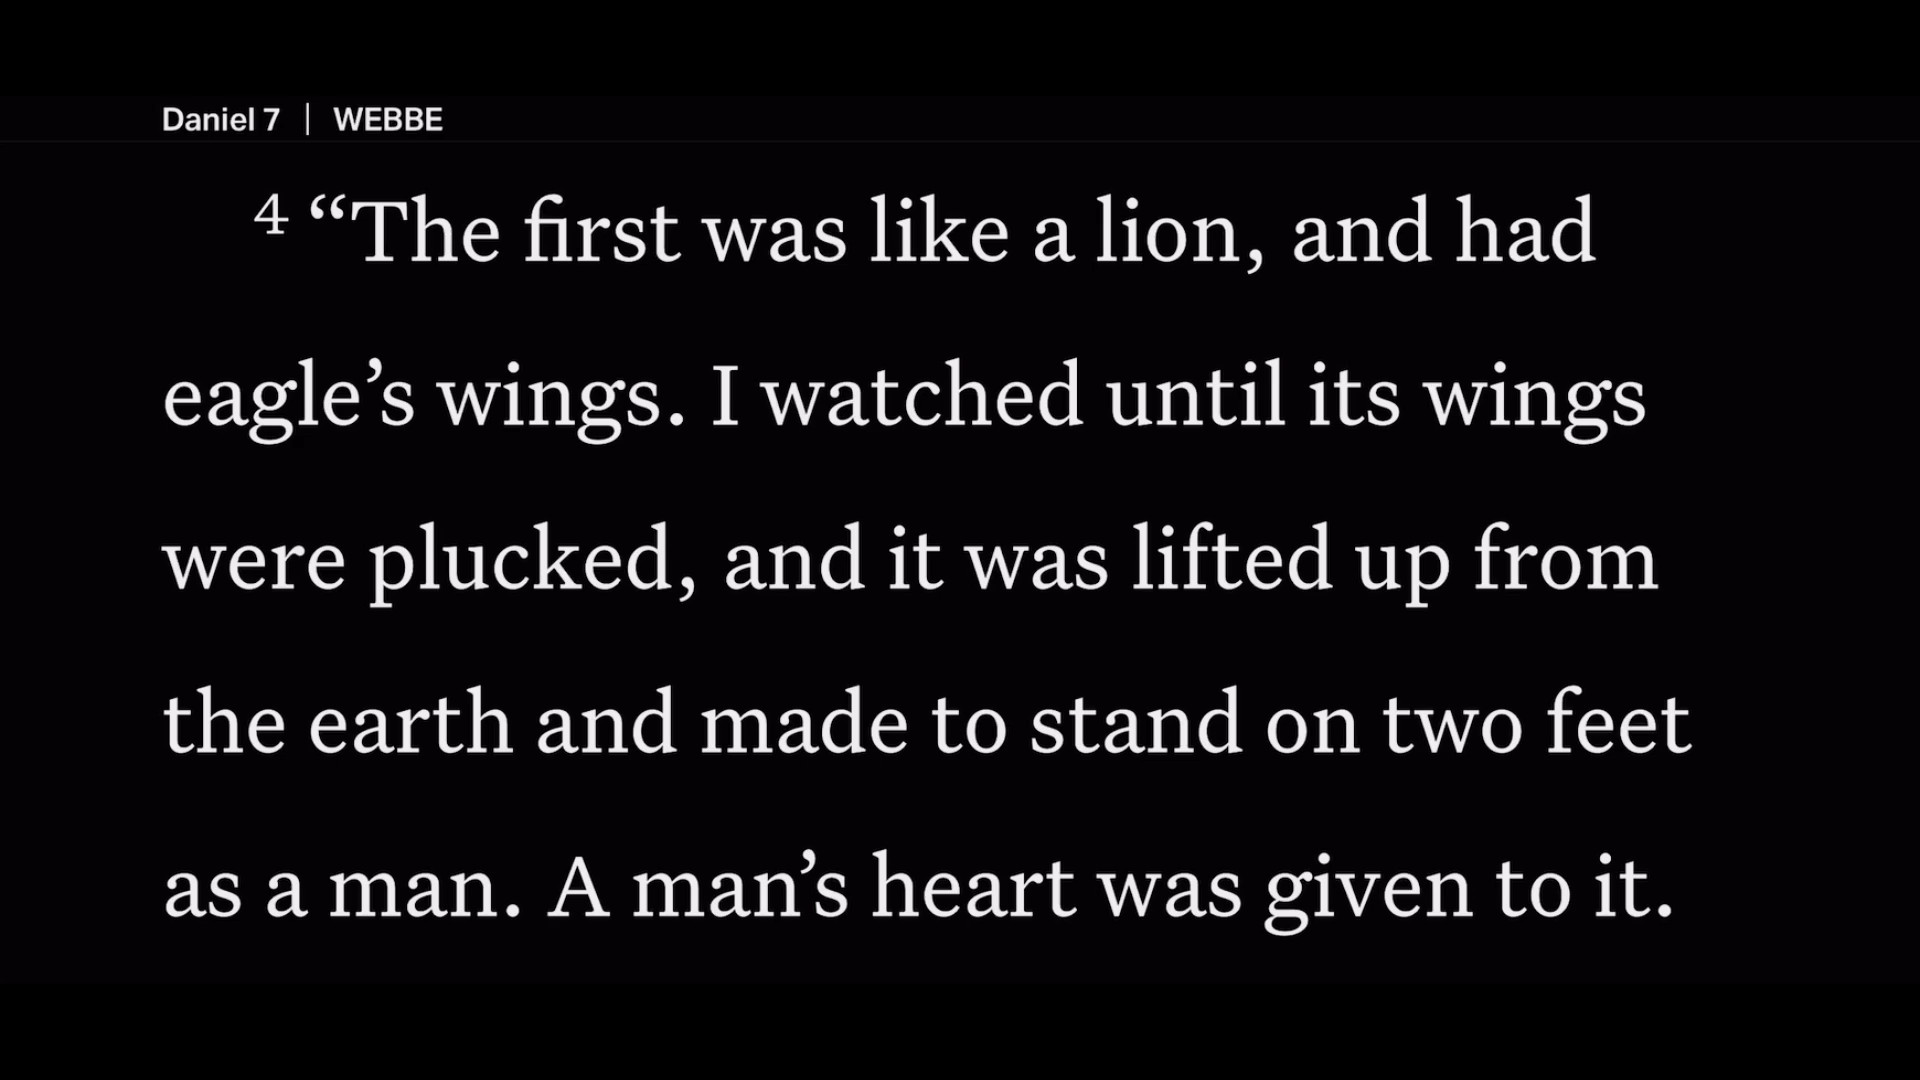 Daniel 7 | WEBBE
4 “The first was like a lion, and had
eagle’s wings. I watched until its wings
were plucked, and it was lifted up from
the earth and made to stand on two feet
as a man. A man’s heart was given to it.